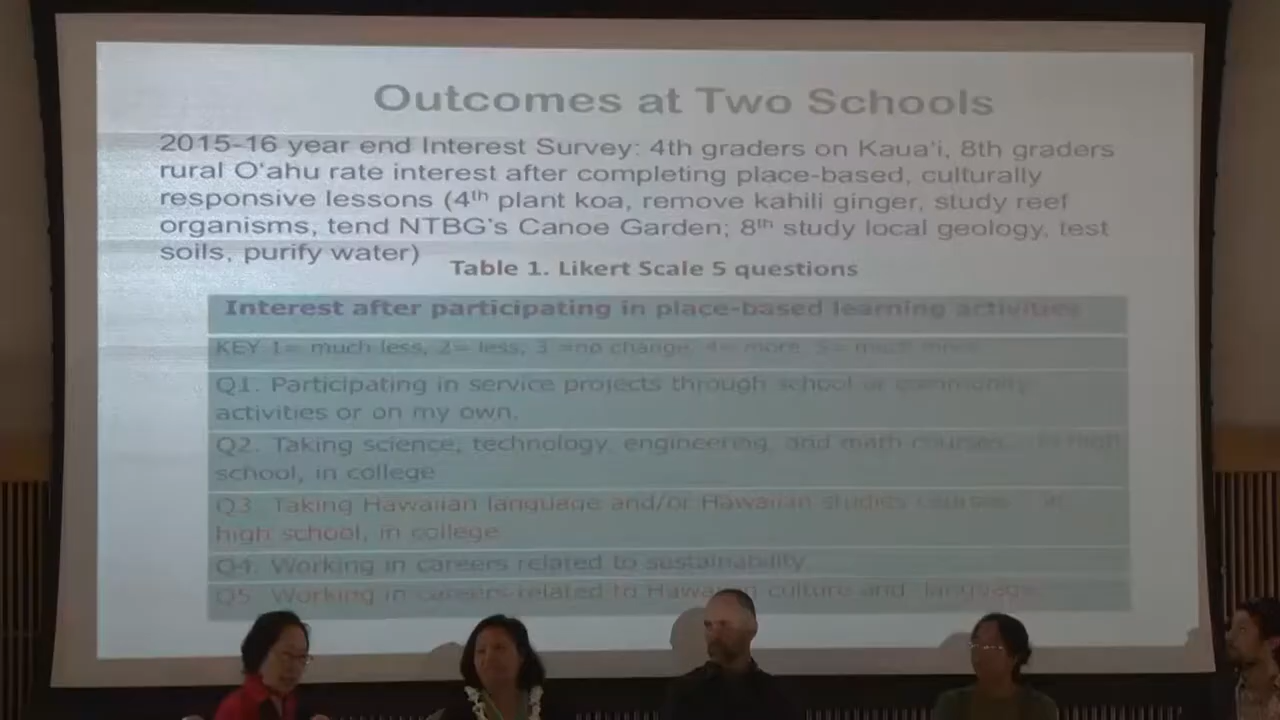 Outcomes at Two Schools
2015-16 year end Interest Survey: 4th graders on Kauaʻi, 8th graders
rural Oʻahu rate interest after completing place-based, culturally
responsive lessons (4th plant koa, remove kahili ginger, study reef
organisms, tend NTBG's Canoe Garden; 8th study local geology, test
soils, purify water)
Table 1. Likert Scale 5 questions
Interest after participating in place-based learning activities
KEY 1= much less, 2= less, 3 =no change, 4= more, 5= much more
Q1. Participating in service projects through school or community
activities or on my own.
Q2. Taking science, technology, engineering, and math courses... in high
school, in college
Q3. Taking Hawaiian language and/or Hawaiian studies courses
high school, in college
Q4. Working in careers related to sustainability
Q5. Working in careers related to Hawaiian culture and language